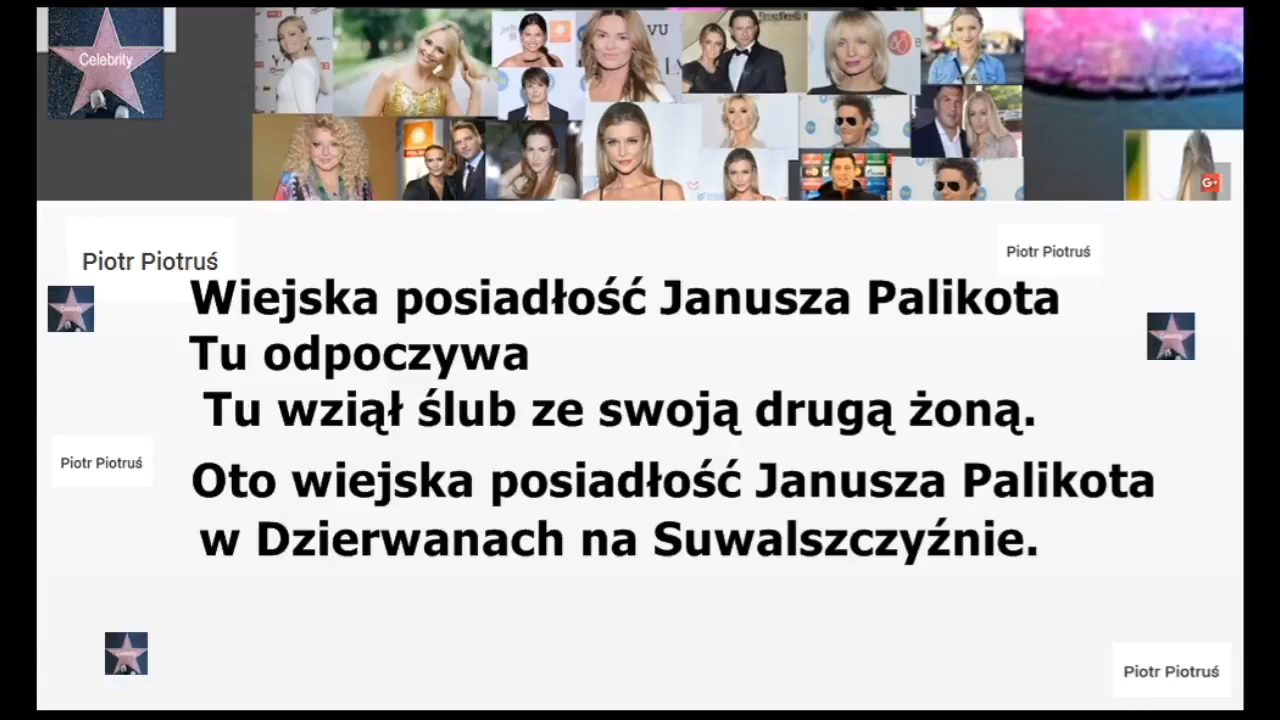 Celebrity
VU
Piotr Piotruś
Piotr Piotruś
Wiejska posiadłość Janusza Palikota
Tu odpoczywa
Tu wziął ślub ze swoją drugą żoną.
Piotr Piotruś
Oto wiejska posiadłość Janusza Palikota
w Dzierwanach na Suwalszczyźnie.
Piotr Piotruś